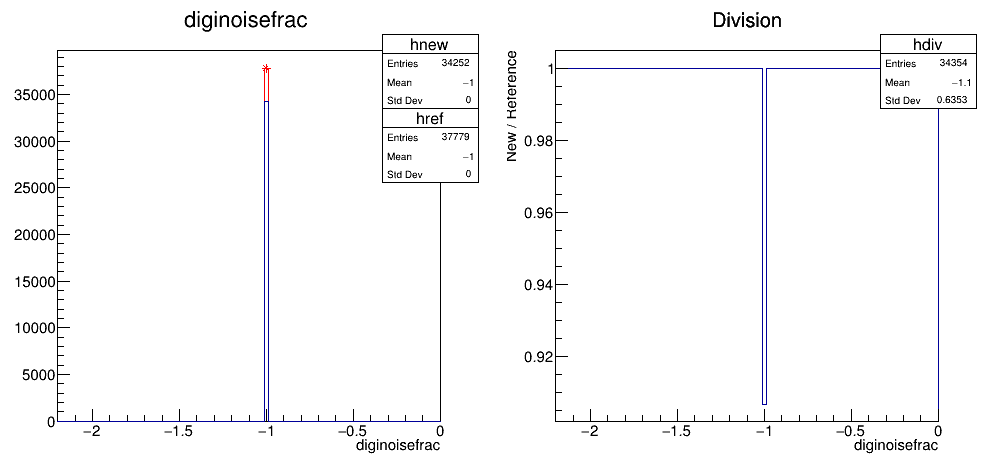 diginoisefrac
hnew
Entries 34252
Mean −1
Std Dev 0
href
Entries 37779
Mean −1
Std Dev 0
35000
30000
25000
20000
15000
10000
5000
0
−2 −1.5 −1 −0.5 0
diginoisefrac
Division
hdiv
Entries 34354
Mean −1.1
Std Dev 0.6353
New / Reference
1
0.98
0.96
0.94
0.92
−2 −1.5 −1 −0.5 0
diginoisefrac